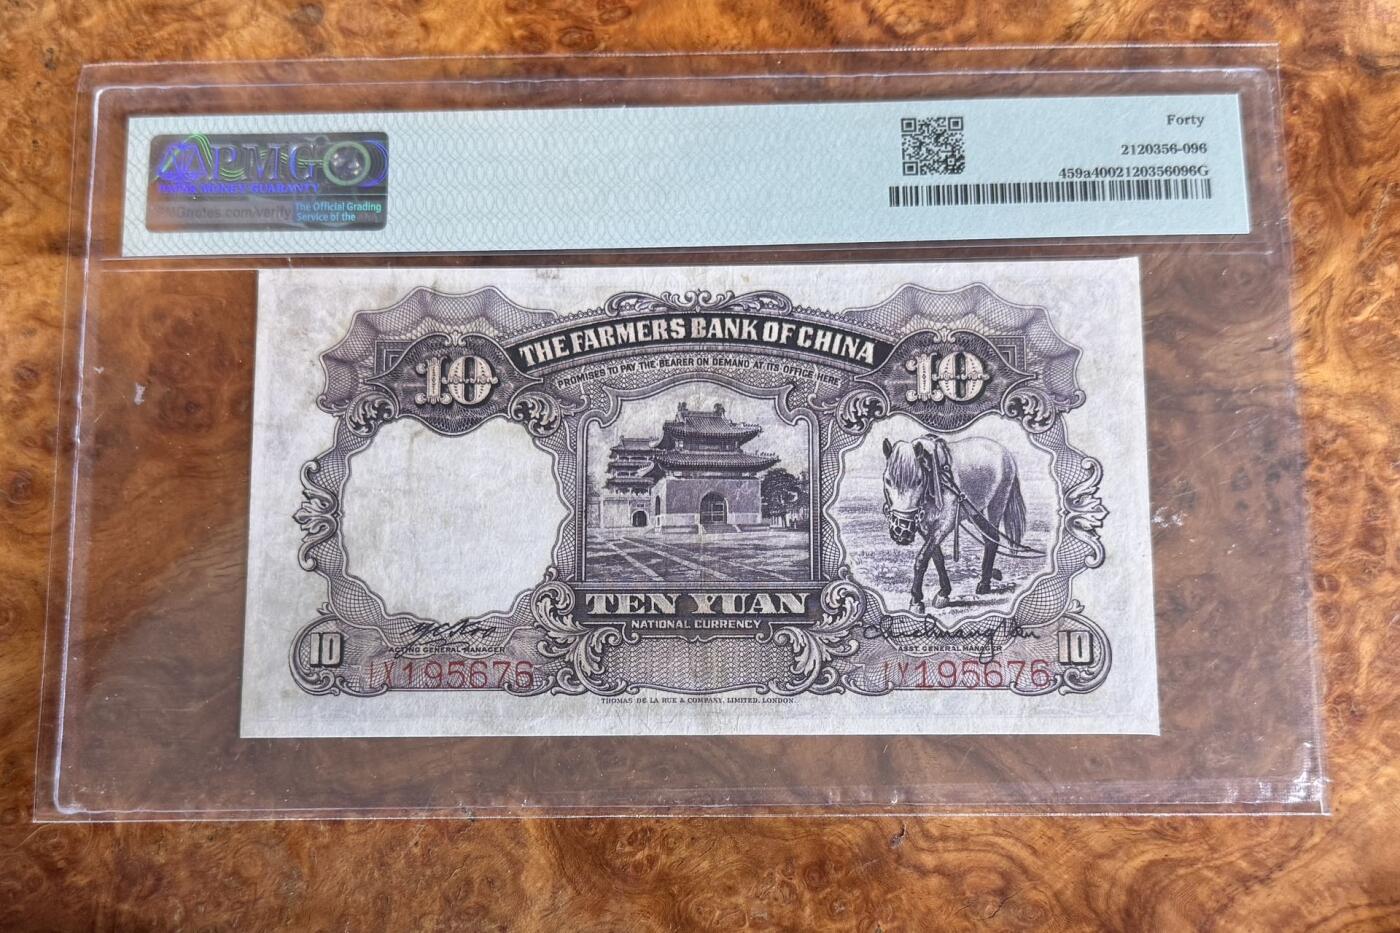 PMG
PAPER MONEY GUARANTY
PMGnotes.com/verify
The Official Grading
Service of the
Forty
2120356-096
459a4002120356096G
THE FARMERS BANK OF CHINA
PROMISES TO PAY THE BEARER ON DEMAND AT ITS OFFICE HERE
10
10
TEN YUAN
NATIONAL CURRENCY
ACTING GENERAL MANAGER
ASST. GENERAL MANAGER
10
10
195676
195676
THOMAS DE LA RUE & COMPANY, LIMITED, LONDON.